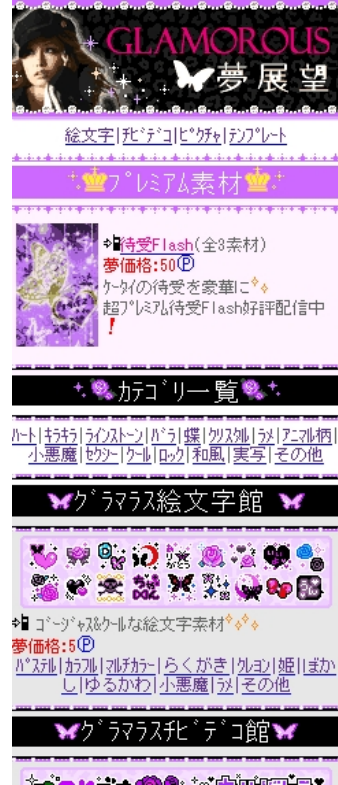 GLAMOROUS
夢展望
絵文字|ﾁﾋﾞﾃﾞｺ|ﾋﾟｸﾁｬ|ﾃﾝﾌﾟﾚｰﾄ
ﾌﾟﾚﾐｱﾑ素材
待受Flash(全3素材)
夢価格:50Ⓟ
ｹｰﾀｲの待受を豪華に
超ﾌﾟﾚﾐｱﾑ待受Flash好評配信中
!
ｶﾃｺﾞﾘ一覧
ﾊｰﾄ|ｷﾗｷﾗ|ﾗｲﾝｽﾄｰﾝ|ﾊﾞﾗ|蝶|ｸﾘｽﾀﾙ|ﾗﾒ|ｱﾆﾏﾙ柄|
小悪魔|ｾｸｼｰ|ｸｰﾙ|ﾛｯｸ|和風|実写|その他
ｸﾞﾗﾏﾗｽ絵文字館
ｺﾞｰｼﾞｬｽ&ｸｰﾙな絵文字素材
夢価格:5Ⓟ
ﾊﾟｽﾃﾙ|ｶﾗﾌﾙ|ﾏﾙﾁｶﾗｰ|らくがき|ｸﾚﾖﾝ|姫|ぼか
し|ゆるかわ|小悪魔|ﾗﾒ|その他
ｸﾞﾗﾏﾗｽﾁﾋﾞﾃﾞｺ館